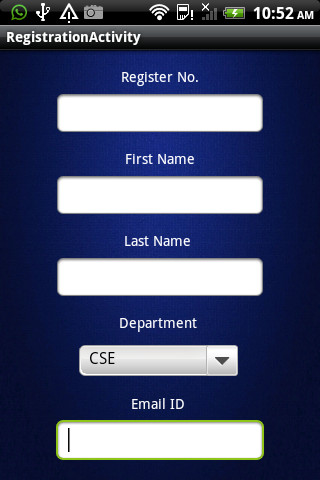 10:52 AM
RegistrationActivity
Register No.
First Name
Last Name
Department
CSE
Email ID